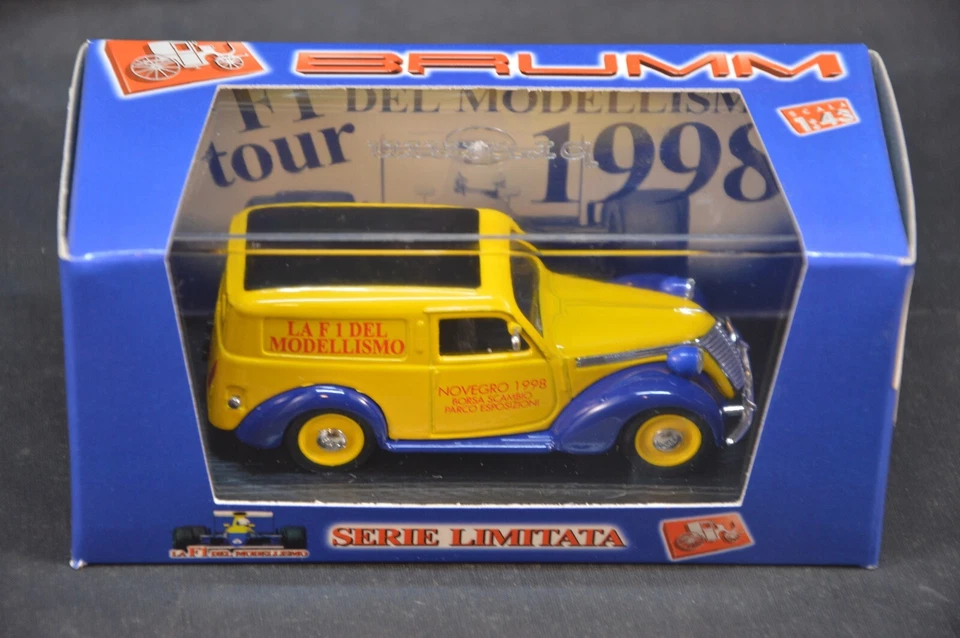 BRUMM
SCALA
1:43
F1 DEL MODELLISM
tour 1998
LA F 1 DEL
MODELLISMO
NOVEGRO 1998
BORSA SCAMBIO
PARCO ESPOSIZIONI
LA F1 DEL MODELLISMO
SERIE LIMITATA